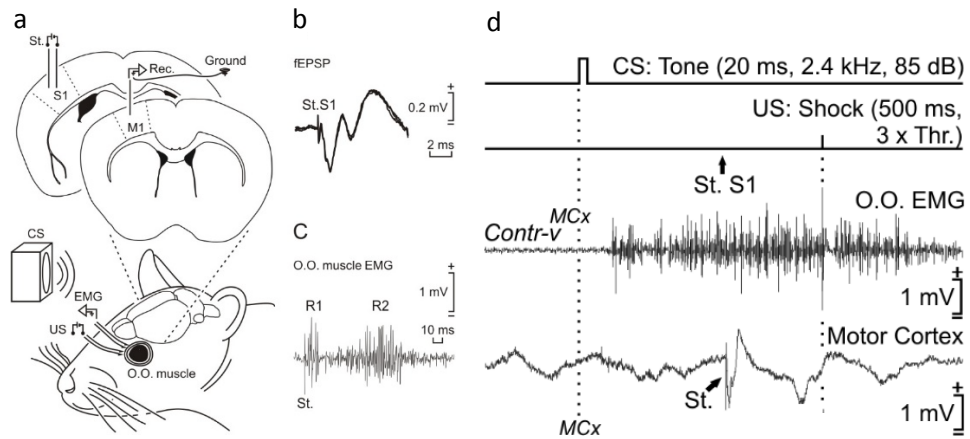 a
St.
S1
Rec.
Ground
M1
CS
EMG
US
O.O. muscle
b
fEPSP
St.S1
+
0.2 mV
=
2 ms
C
O.O. muscle EMG
+
1 mV
=
R1
R2
10 ms
St.
d
CS: Tone (20 ms, 2.4 kHz, 85 dB)
US: Shock (500 ms,
3 x Thr.)
St. S1
O.O. EMG
MCx
Contr-v
+
1 mV
=
Motor Cortex
St.
+
1 mV
=
MCx